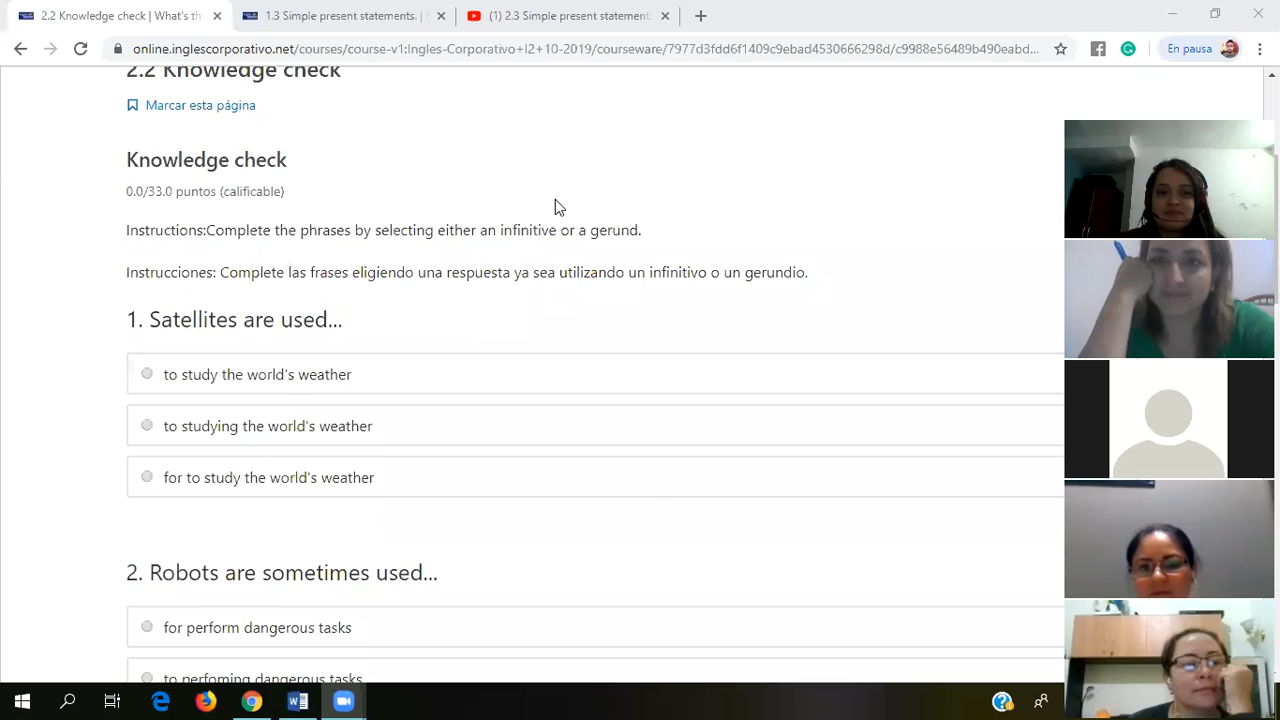 2.2 Knowledge check | What's th
1.3 Simple present statements. |
(1) 2.3 Simple present statement
online.inglescorporativo.net/courses/course-v1:Ingles-Corporativo+I2+10-2019/courseware/7977d3fdd6f1409c9ebad4530666298d/c9988e56489b490eabd...
En pausa
2.2 Knowledge check
Marcar esta página
Knowledge check
0.0/33.0 puntos (calificable)
Instructions:Complete the phrases by selecting either an infinitive or a gerund.
Instrucciones: Complete las frases eligiendo una respuesta ya sea utilizando un infinitivo o un gerundio.
1. Satellites are used...
to study the world's weather
to studying the world's weather
for to study the world's weather
2. Robots are sometimes used...
for perform dangerous tasks
to perfoming dangerous tasks